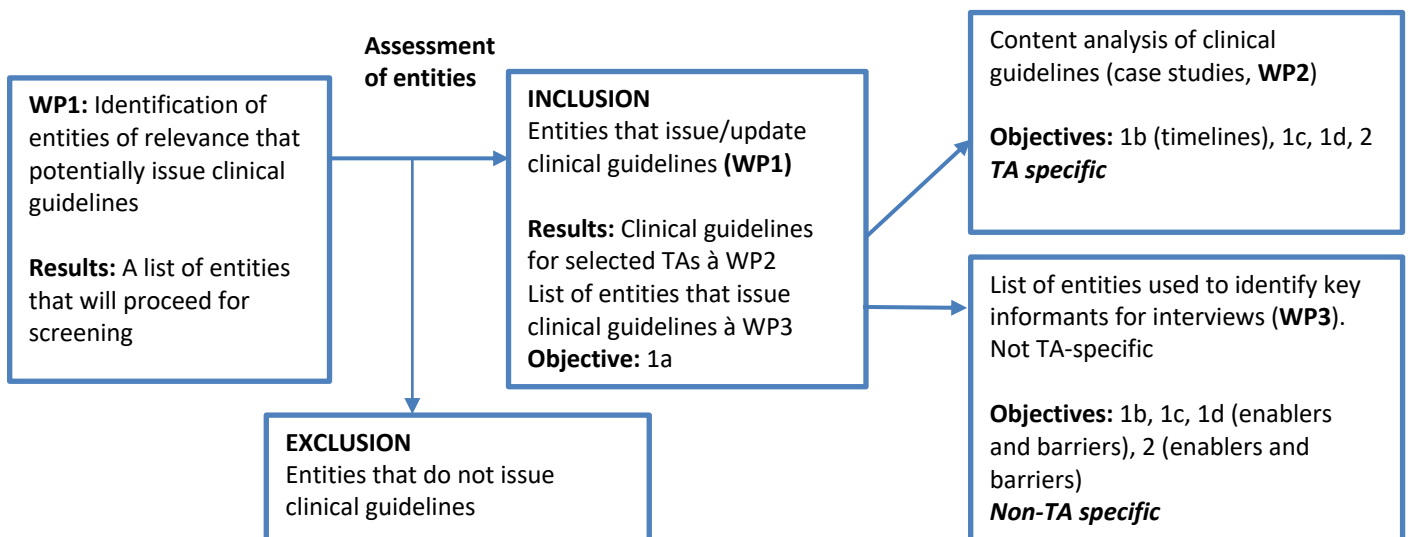 Assessment
of entities
WP1: Identification of
entities of relevance that
potentially issue clinical
guidelines
Results: A list of entities
that will proceed for
screening
INCLUSION
Entities that issue/update
clinical guidelines (WP1)
Results: Clinical guidelines
for selected TAs à WP2
List of entities that issue
clinical guidelines à WP3
Objective: 1a
EXCLUSION
Entities that do not issue
clinical guidelines
Content analysis of clinical
guidelines (case studies, WP2)
Objectives: 1b (timelines), 1c, 1d, 2
TA specific
List of entities used to identify key
informants for interviews (WP3).
Not TA-specific
Objectives: 1b, 1c, 1d (enablers
and barriers), 2 (enablers and
barriers)
Non-TA specific